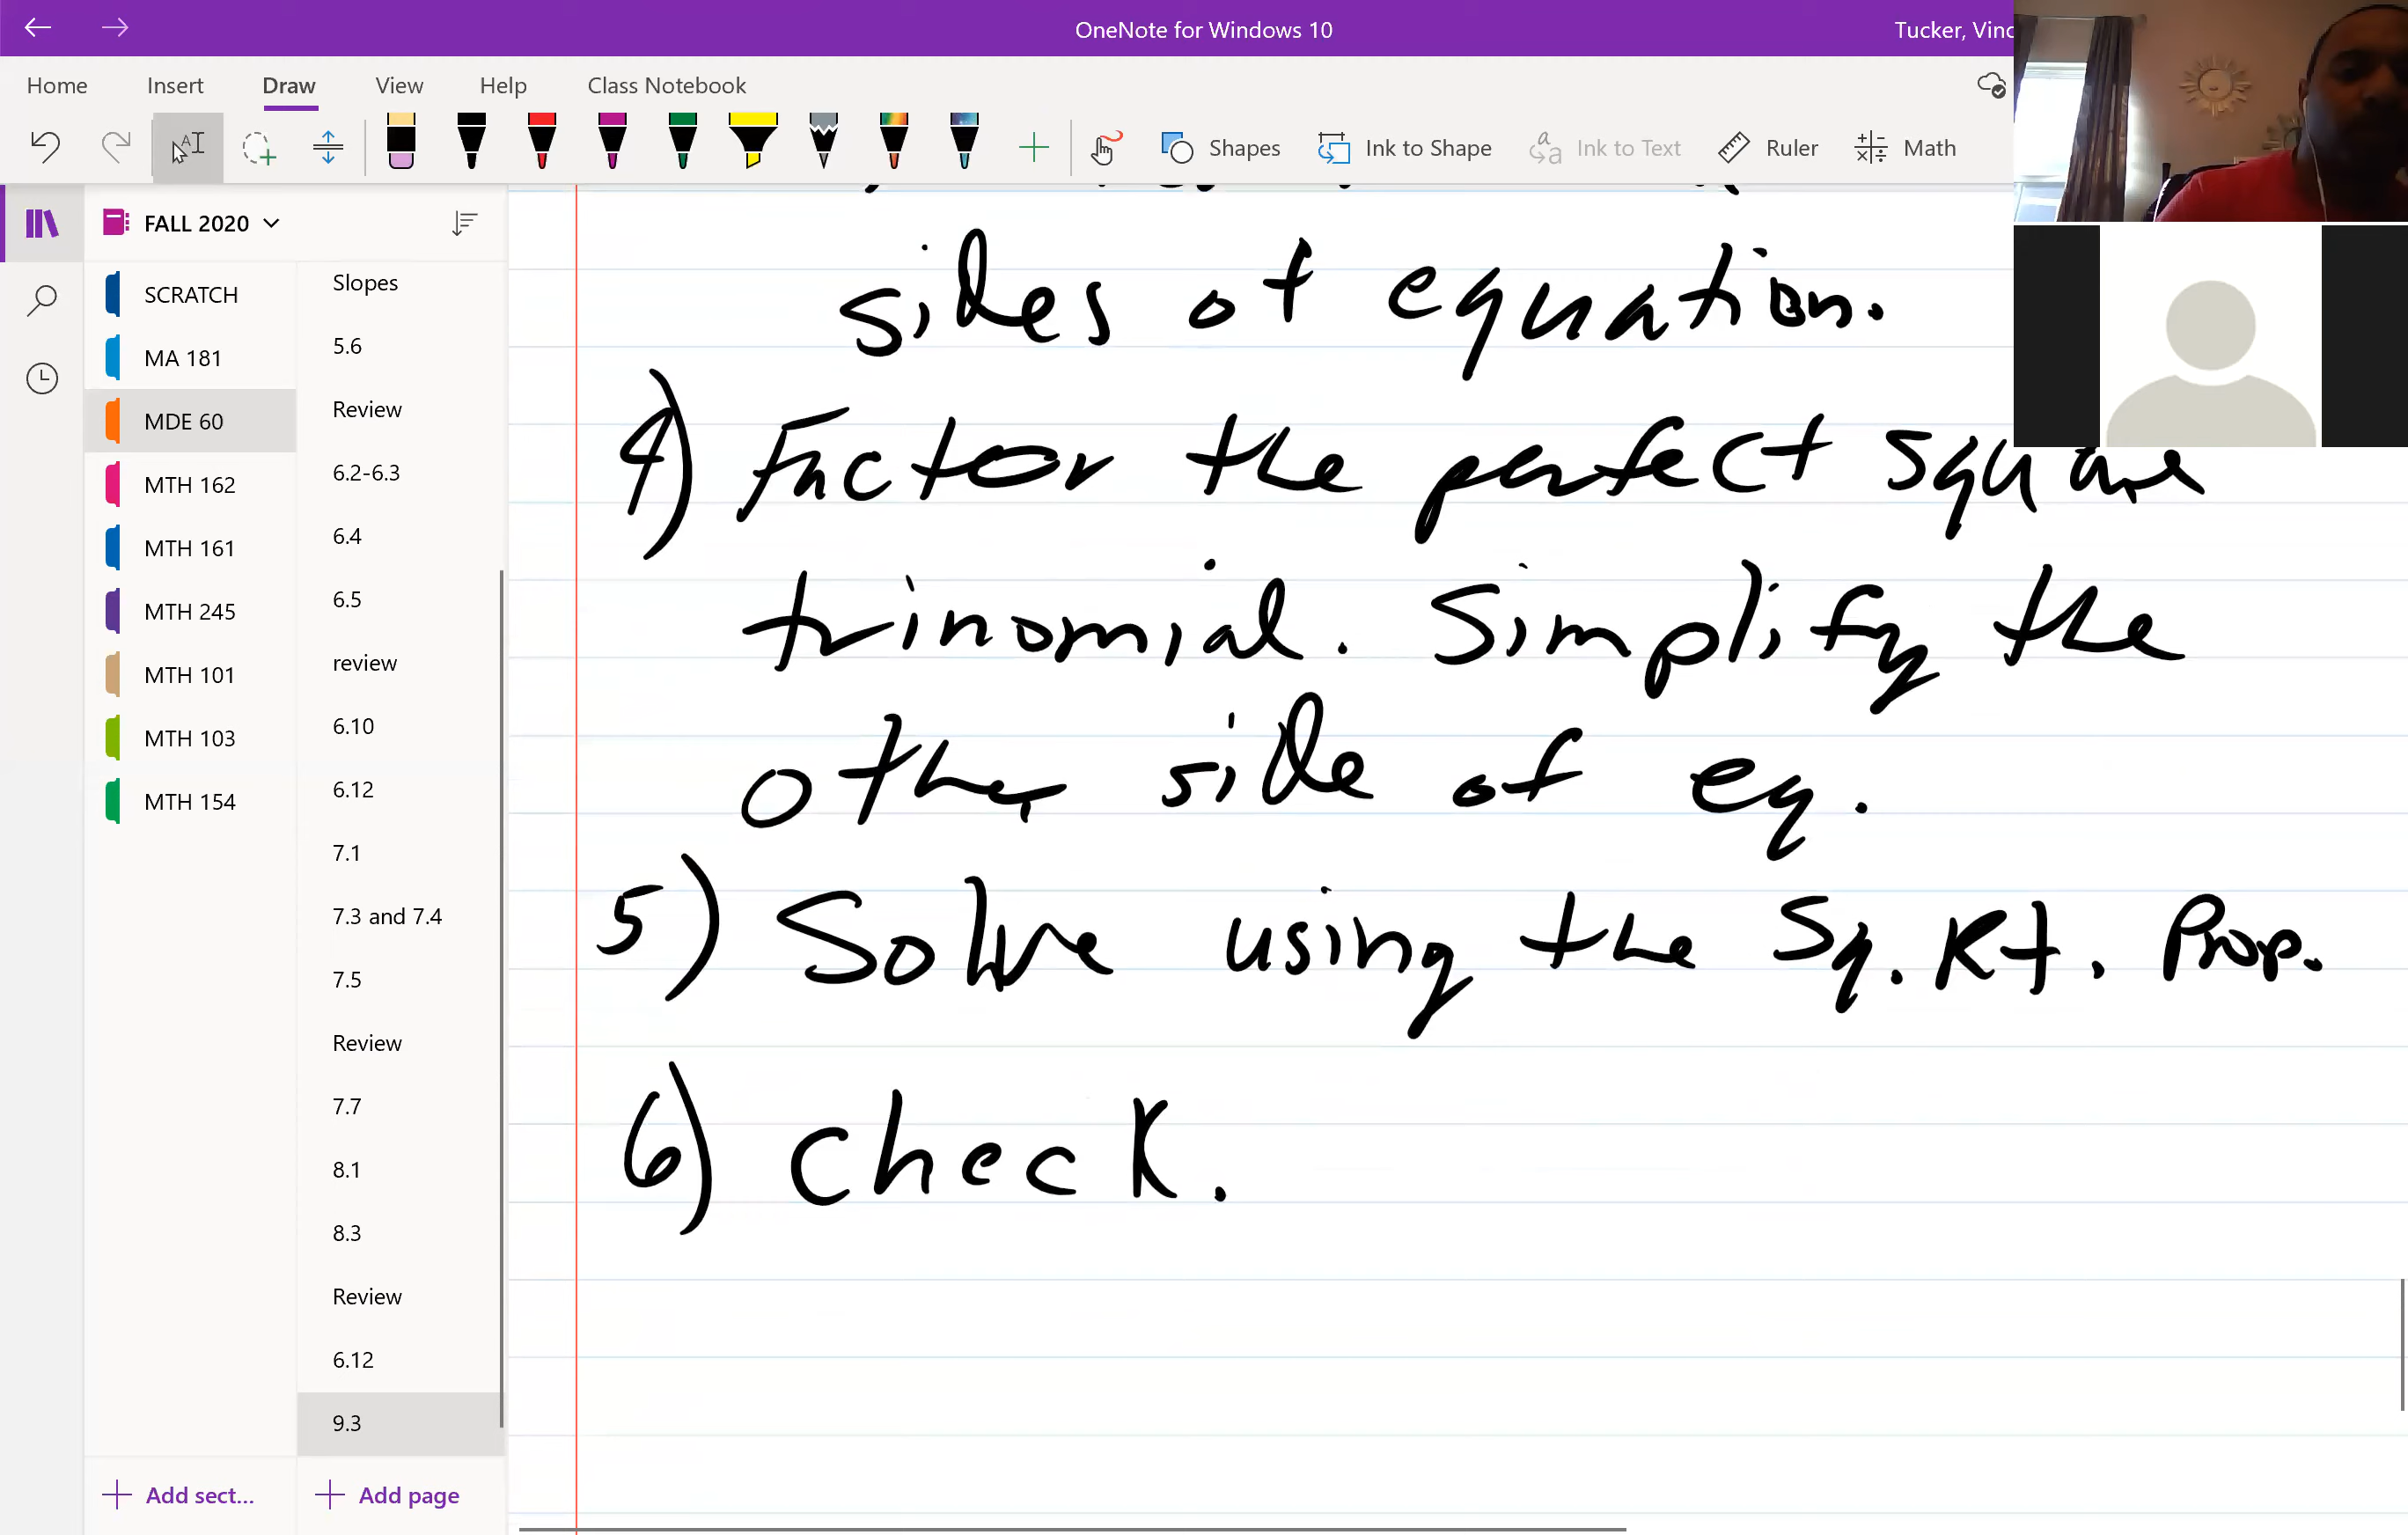 OneNote for Windows 10
Tucker, Vinc
Home Insert Draw View Help Class Notebook
Shapes Ink to Shape Ink to Text Ruler Math
FALL 2020
SCRATCH
MA 181
MDE 60
MTH 162
MTH 161
MTH 245
MTH 101
MTH 103
MTH 154
Add sect...
Slopes
5.6
Review
6.2-6.3
6.4
6.5
review
6.10
6.12
7.1
7.3 and 7.4
7.5
Review
7.7
8.1
8.3
Review
6.12
9.3
Add page
sides of equation.
4) Factor the perfect square
trinomial. Simplify the
other side of eq.
5) Solve using the Sq. Rt. Prop.
6) check.